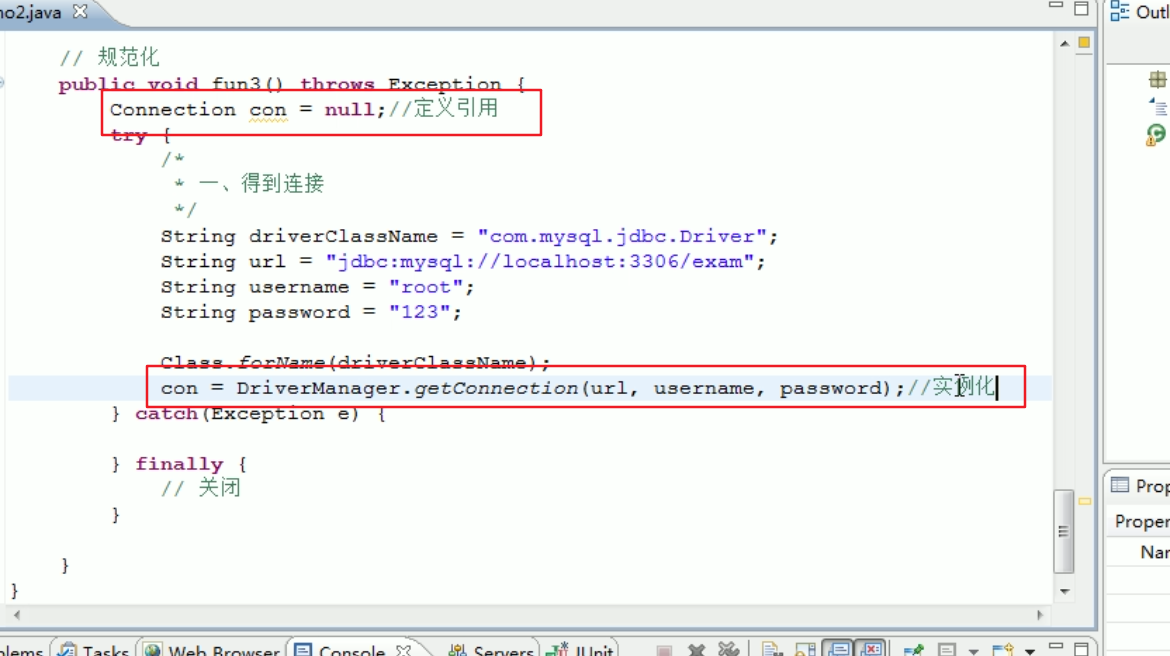 no2.java
Outl
// 规范化
public void fun3() throws Exception {
Connection con = null;//定义引用
try {
/*
* 一、得到连接
*/
String driverClassName = "com.mysql.jdbc.Driver";
String url = "jdbc:mysql://localhost:3306/exam";
String username = "root";
String password = "123";
Class.forName(driverClassName);
con = DriverManager.getConnection(url, username, password);//实例化
} catch(Exception e) {
} finally {
// 关闭
}
}
}
Prop
Proper
Nar
blems Tasks Web Browser Console Servers JUnit